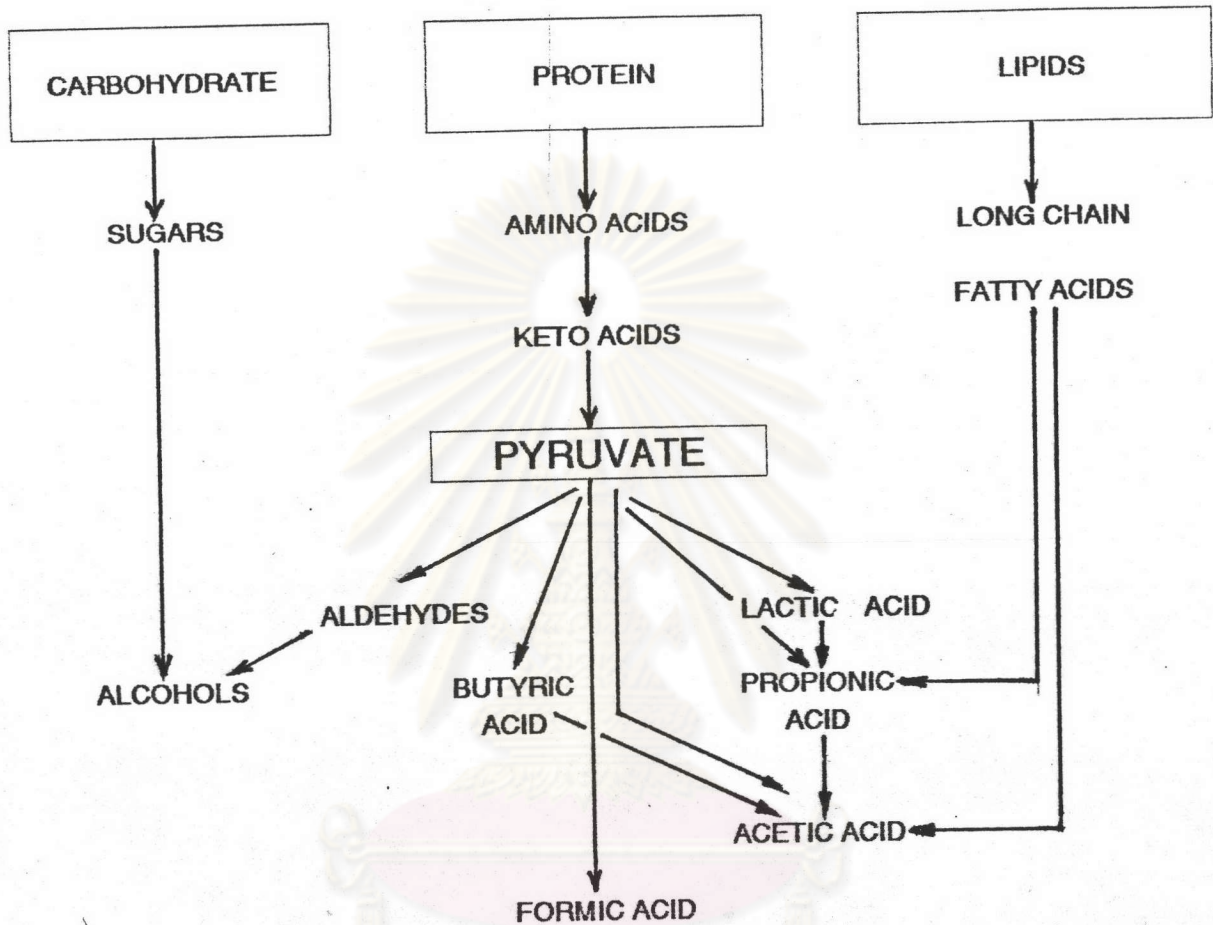 CARBOHYDRATE
PROTEIN
LIPIDS
SUGARS
AMINO ACIDS
LONG CHAIN
FATTY ACIDS
KETO ACIDS
PYRUVATE
ALDEHYDES
LACTIC ACID
ALCOHOLS
BUTYRIC
ACID
PROPIONIC
ACID
ACETIC ACID
FORMIC ACID